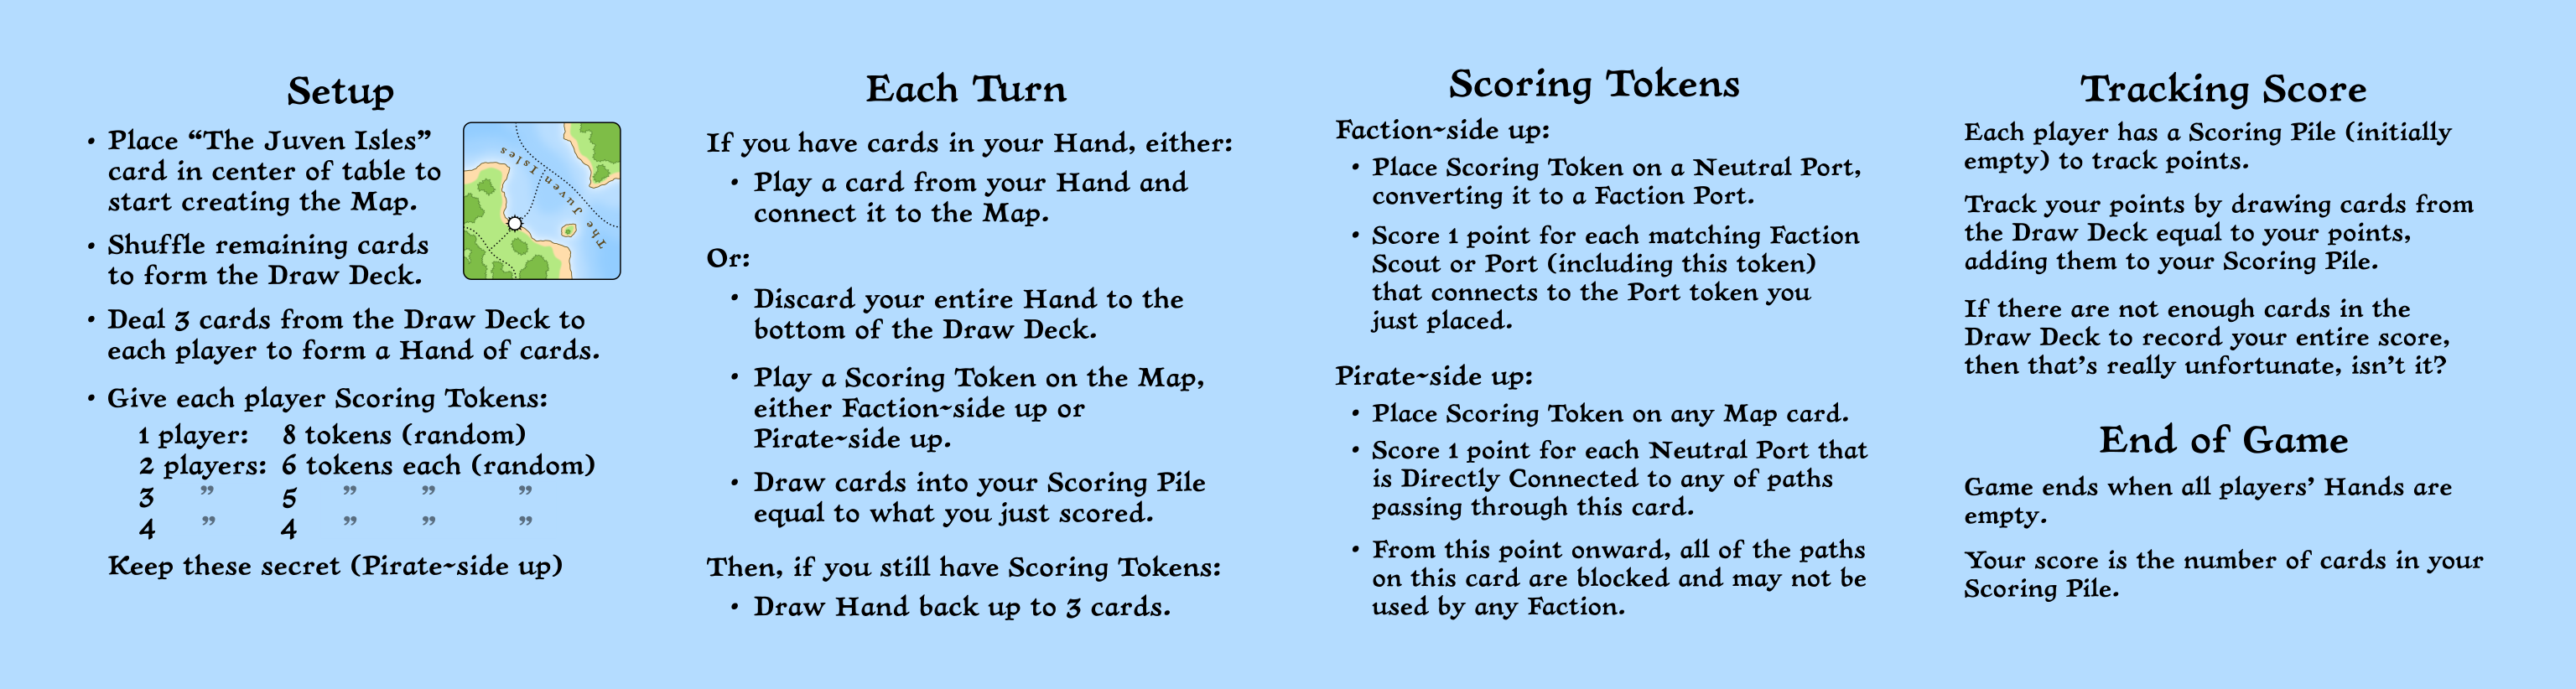 Setup
• Place “The Juven Isles”
card in center of table to
start creating the Map.
The Juven Isles
• Shuffle remaining cards
to form the Draw Deck.
• Deal 3 cards from the Draw Deck to
each player to form a Hand of cards.
• Give each player Scoring Tokens:
1 player: 8 tokens (random)
2 players: 6 tokens each (random)
3 ” 5 ” ” ”
4 ” 4 ” ” ”
Keep these secret (Pirate~side up)
Each Turn
If you have cards in your Hand, either:
• Play a card from your Hand and
connect it to the Map.
Or:
• Discard your entire Hand to the
bottom of the Draw Deck.
• Play a Scoring Token on the Map,
either Faction~side up or
Pirate~side up.
• Draw cards into your Scoring Pile
equal to what you just scored.
Then, if you still have Scoring Tokens:
• Draw Hand back up to 3 cards.
Scoring Tokens
Faction~side up:
• Place Scoring Token on a Neutral Port,
converting it to a Faction Port.
• Score 1 point for each matching Faction
Scout or Port (including this token)
that connects to the Port token you
just placed.
Pirate~side up:
• Place Scoring Token on any Map card.
• Score 1 point for each Neutral Port that
is Directly Connected to any of paths
passing through this card.
• From this point onward, all of the paths
on this card are blocked and may not be
used by any Faction.
Tracking Score
Each player has a Scoring Pile (initially
empty) to track points.
Track your points by drawing cards from
the Draw Deck equal to your points,
adding them to your Scoring Pile.
If there are not enough cards in the
Draw Deck to record your entire score,
then that’s really unfortunate, isn’t it?
End of Game
Game ends when all players’ Hands are
empty.
Your score is the number of cards in your
Scoring Pile.